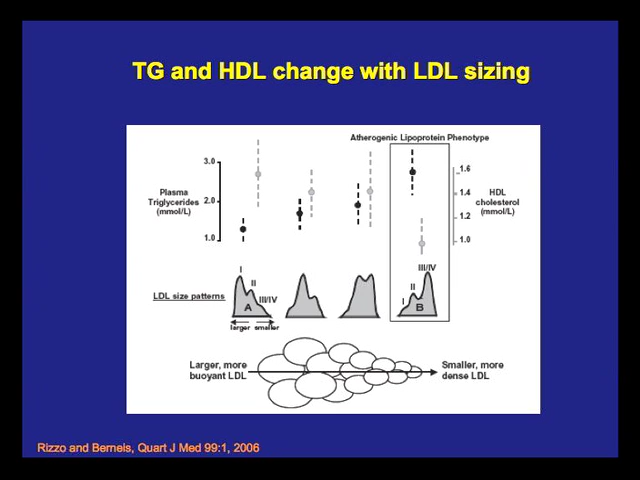 TG and HDL change with LDL sizing
Atherogenic Lipoprotein Phenotype
3.0
2.0
1.0
Plasma
Triglycerides
(mmol/L)
1.6
1.4
1.2
1.0
HDL
cholesterol
(mmol/L)
LDL size patterns
I
II
III/IV
A
larger smaller
I
II
III/IV
B
Larger, more
buoyant LDL
Smaller, more
dense LDL
Rizzo and Berneis, Quart J Med 99:1, 2006